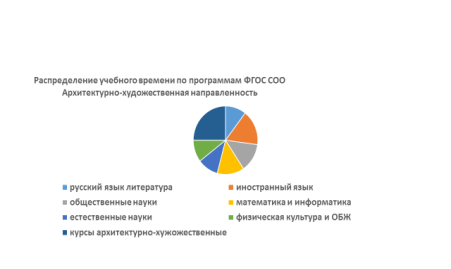 Распределение учебного времени по программам ФГОС СОО
Архитектурно-художественная направленность
русский язык литература
иностранный язык
общественные науки
математика и информатика
естественные науки
физическая культура и ОБЖ
курсы архитектурно-хужожественные